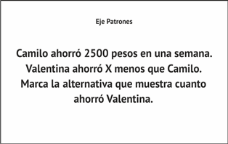 Eje Patrones
Camilo ahorró 2500 pesos en una semana.
Valentina ahorró X menos que Camilo.
Marca la alternativa que muestra cuanto
ahorró Valentina.